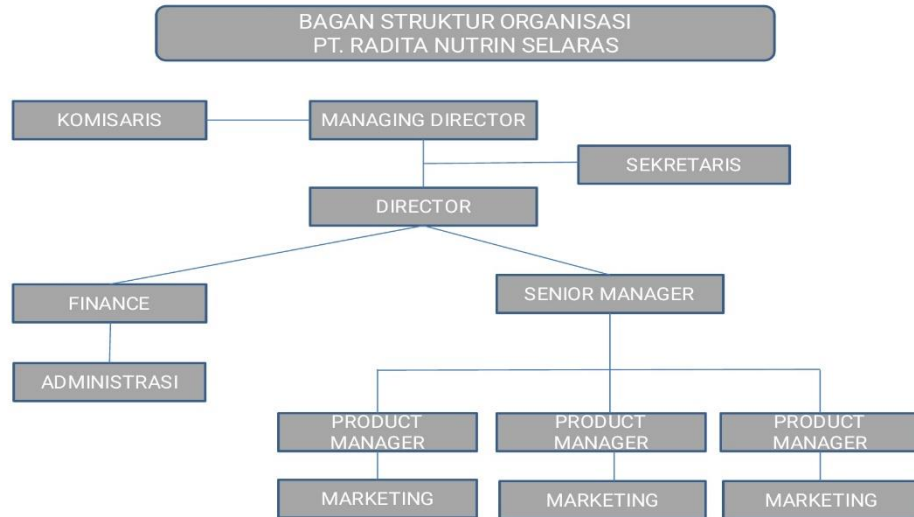 BAGAN STRUKTUR ORGANISASI
PT. RADITA NUTRIN SELARAS
KOMISARIS
MANAGING DIRECTOR
SEKRETARIS
DIRECTOR
FINANCE
SENIOR MANAGER
ADMINISTRASI
PRODUCT
MANAGER
PRODUCT
MANAGER
PRODUCT
MANAGER
MARKETING
MARKETING
MARKETING